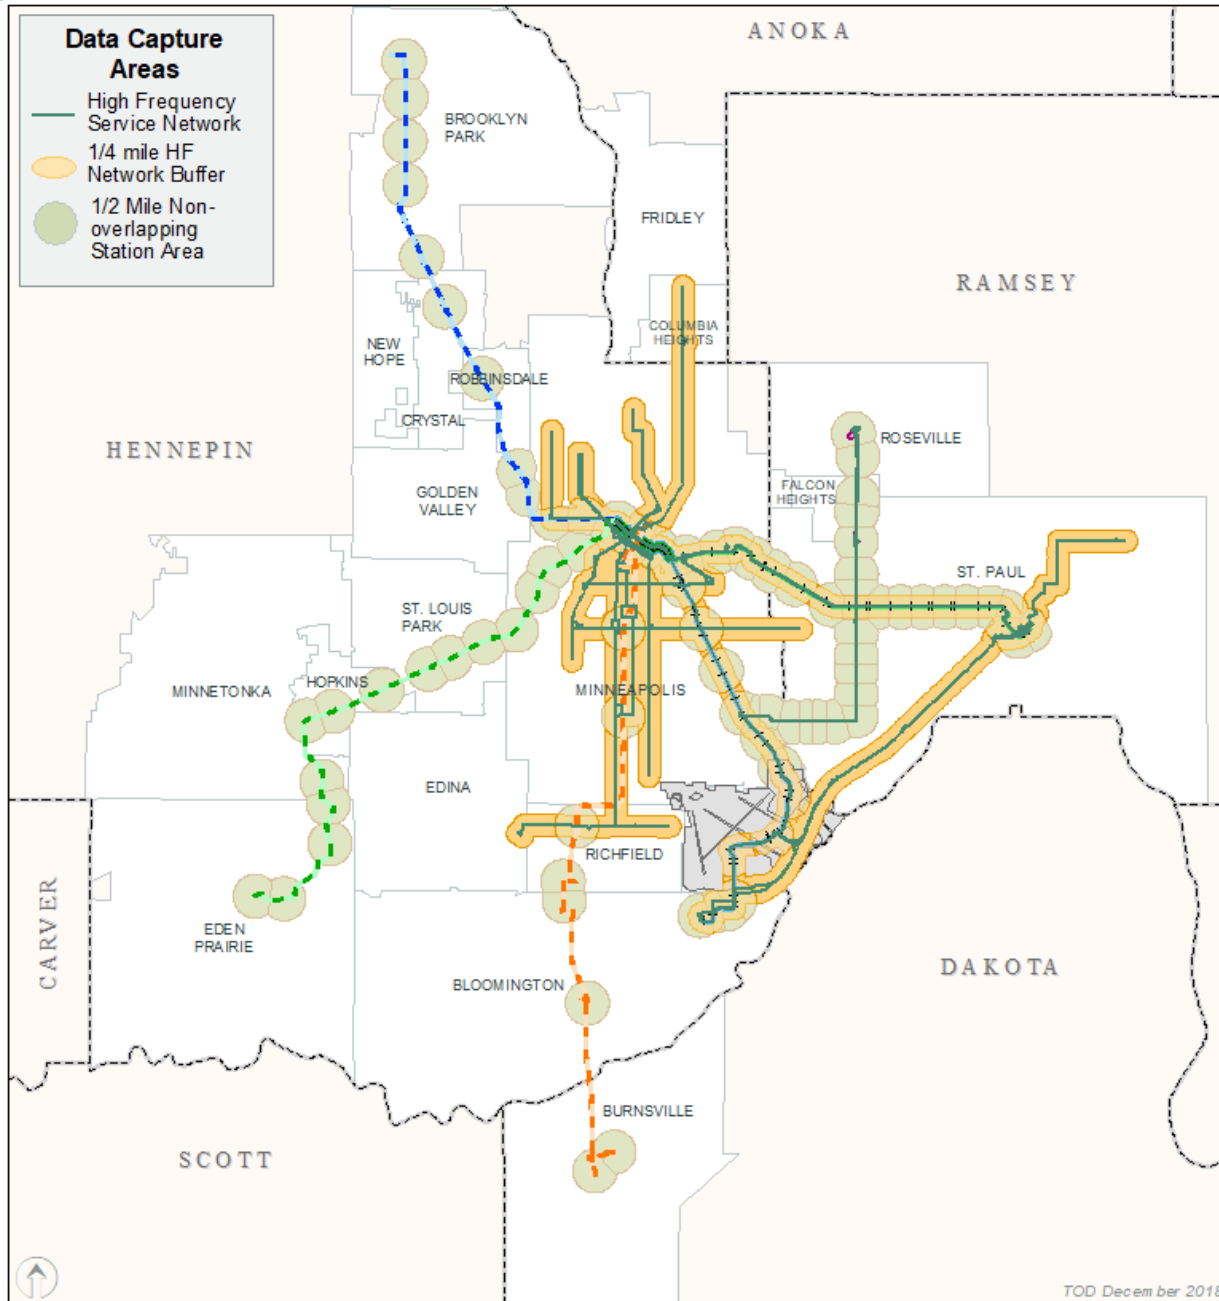 Data Capture
Areas
High Frequency
Service Network
1/4 mile HF
Network Buffer
1/2 Mile Non-
overlapping
Station Area
ANOKA
BROOKLYN
PARK
FRIDLEY
RAMSEY
COLUMBIA
HEIGHTS
NEW
HOPE
ROBBINSDALE
CRYSTAL
HENNEPIN
ROSEVILLE
GOLDEN
VALLEY
FALCON
HEIGHTS
ST. PAUL
ST. LOUIS
PARK
HOPKINS
MINNETONKA
MINNEAPOLIS
EDINA
RICHFIELD
CARVER
EDEN
PRAIRIE
DAKOTA
BLOOMINGTON
BURNSVILLE
SCOTT
TOD December 2018